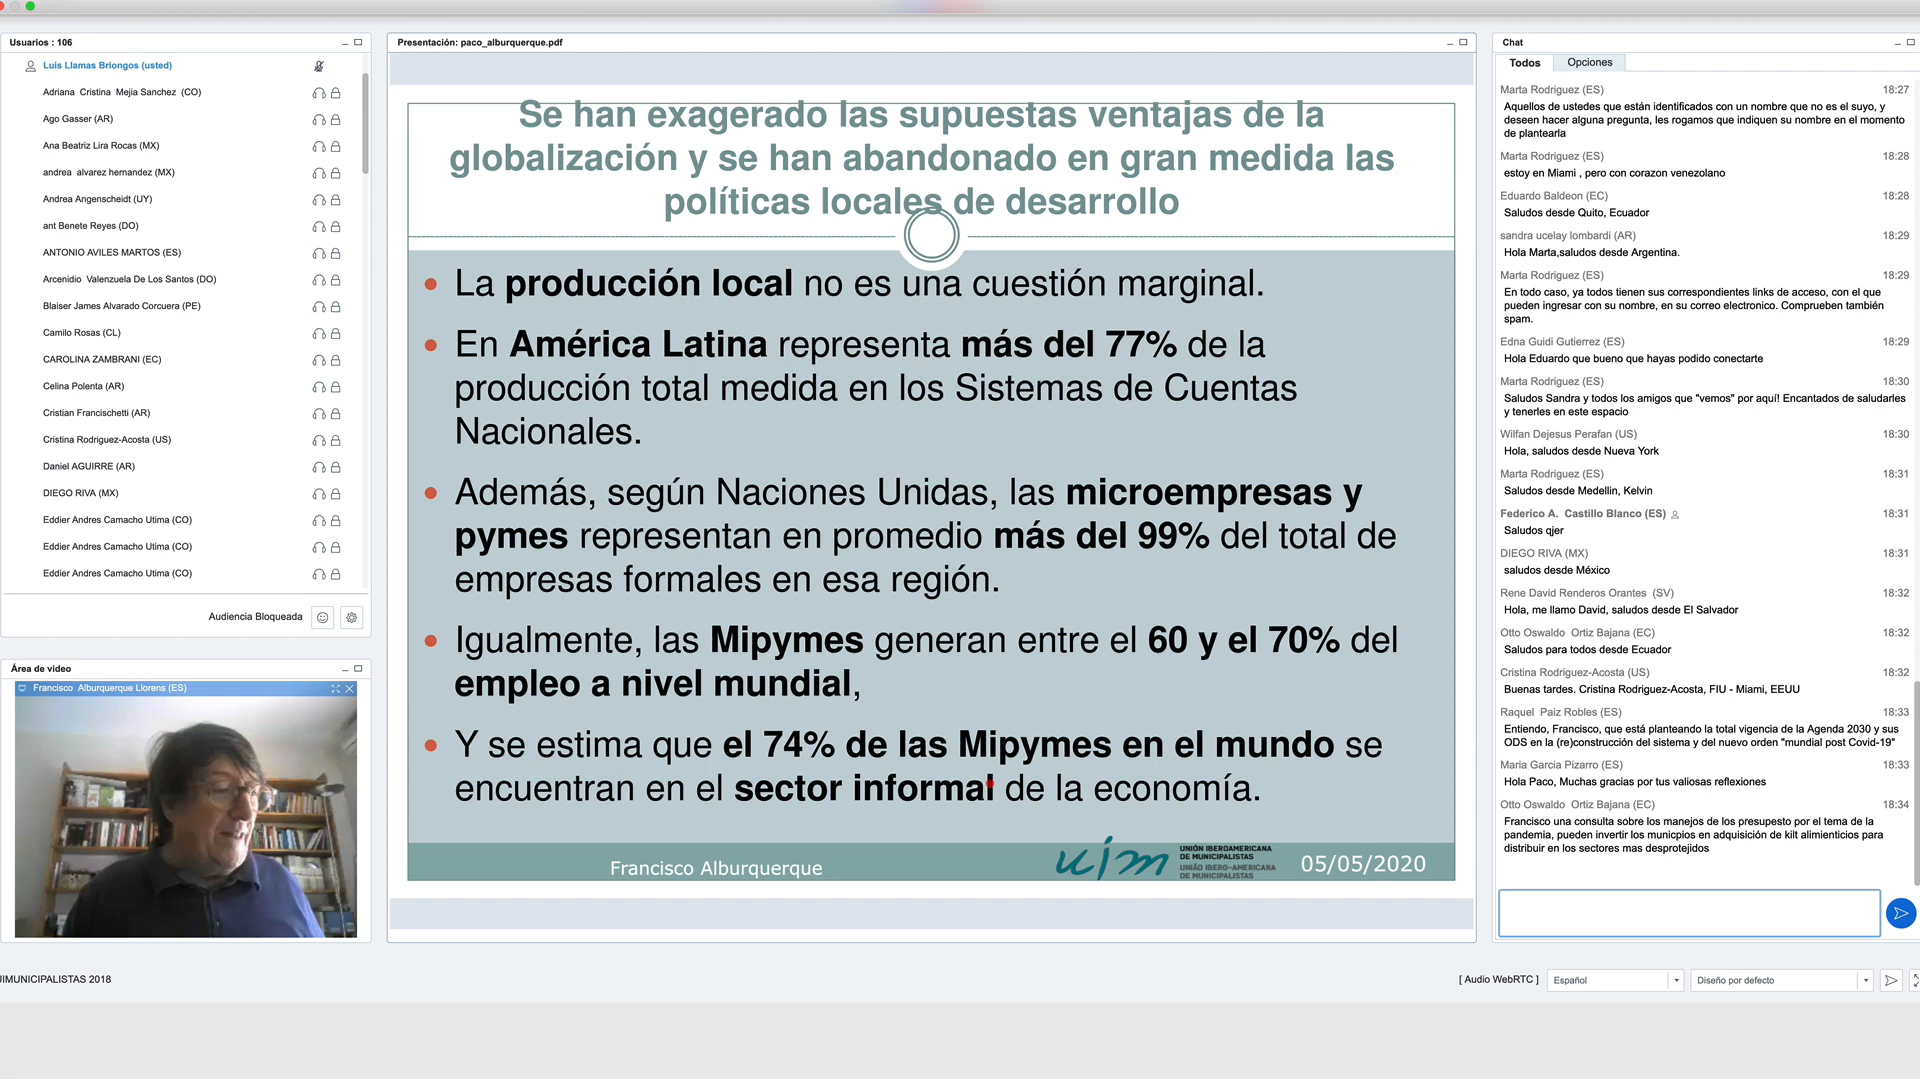 Usuarios : 106
Luis Llamas Briongos (usted)
Adriana Cristina Mejia Sanchez (CO)
Ago Gasser (AR)
Ana Beatriz Lira Rocas (MX)
andrea alvarez hernandez (MX)
Andrea Angenscheidt (UY)
ant Benete Reyes (DO)
ANTONIO AVILES MARTOS (ES)
Arcenidio Valenzuela De Los Santos (DO)
Blaiser James Alvarado Corcuera (PE)
Camilo Rosas (CL)
CAROLINA ZAMBRANI (EC)
Celina Polenta (AR)
Cristian Francischetti (AR)
Cristina Rodriguez-Acosta (US)
Daniel AGUIRRE (AR)
DIEGO RIVA (MX)
Eddier Andres Camacho Utima (CO)
Eddier Andres Camacho Utima (CO)
Eddier Andres Camacho Utima (CO)
Audiencia Bloqueada
Área de video
Francisco Alburquerque Llorens (ES)
Presentación: paco_alburquerque.pdf
Se han exagerado las supuestas ventajas de la
globalización y se han abandonado en gran medida las
políticas locales de desarrollo
• La producción local no es una cuestión marginal.
• En América Latina representa más del 77% de la
producción total medida en los Sistemas de Cuentas
Nacionales.
• Además, según Naciones Unidas, las microempresas y
pymes representan en promedio más del 99% del total de
empresas formales en esa región.
• Igualmente, las Mipymes generan entre el 60 y el 70% del
empleo a nivel mundial,
• Y se estima que el 74% de las Mipymes en el mundo se
encuentran en el sector informal de la economía.
Francisco Alburquerque
uim
UNIÓN IBEROAMERICANA
DE MUNICIPALISTAS
UNIÃO IBERO-AMERICANA
DE MUNICIPALISTAS
05/05/2020
Chat
Todos Opciones
Marta Rodriguez (ES) 18:27
Aquellos de ustedes que están identificados con un nombre que no es el suyo, y
deseen hacer alguna pregunta, les rogamos que indiquen su nombre en el momento
de plantearla
Marta Rodriguez (ES) 18:28
estoy en Miami , pero con corazon venezolano
Eduardo Baldeon (EC) 18:28
Saludos desde Quito, Ecuador
sandra ucelay lombardi (AR) 18:29
Hola Marta,saludos desde Argentina.
Marta Rodriguez (ES) 18:29
En todo caso, ya todos tienen sus correspondientes links de acceso, con el que
pueden ingresar con su nombre, en su correo electronico. Comprueben también
spam.
Edna Guidi Gutierrez (ES) 18:29
Hola Eduardo que bueno que hayas podido conectarte
Marta Rodriguez (ES) 18:30
Saludos Sandra y todos los amigos que "vemos" por aquí! Encantados de saludarles
y tenerles en este espacio
Wilfan Dejesus Perafan (US) 18:30
Hola, saludos desde Nueva York
Marta Rodriguez (ES) 18:31
Saludos desde Medellin, Kelvin
Federico A. Castillo Blanco (ES) 18:31
Saludos qjer
DIEGO RIVA (MX) 18:31
saludos desde México
Rene David Renderos Orantes (SV) 18:32
Hola, me llamo David, saludos desde El Salvador
Otto Oswaldo Ortiz Bajana (EC) 18:32
Saludos para todos desde Ecuador
Cristina Rodriguez-Acosta (US) 18:32
Buenas tardes. Cristina Rodriguez-Acosta, FIU - Miami, EEUU
Raquel Paiz Robles (ES) 18:33
Entiendo, Francisco, que está planteando la total vigencia de la Agenda 2030 y sus
ODS en la (re)construcción del sistema y del nuevo orden "mundial post Covid-19"
Maria Garcia Pizarro (ES) 18:33
Hola Paco, Muchas gracias por tus valiosas reflexiones
Otto Oswaldo Ortiz Bajana (EC) 18:34
Francisco una consulta sobre los manejos de los presupesto por el tema de la
pandemia, pueden invertir los municpios en adquisición de kilt alimienticios para
distribuir en los sectores mas desprotejidos
IMUNICIPALISTAS 2018
[ Audio WebRTC ] Español Diseño por defecto